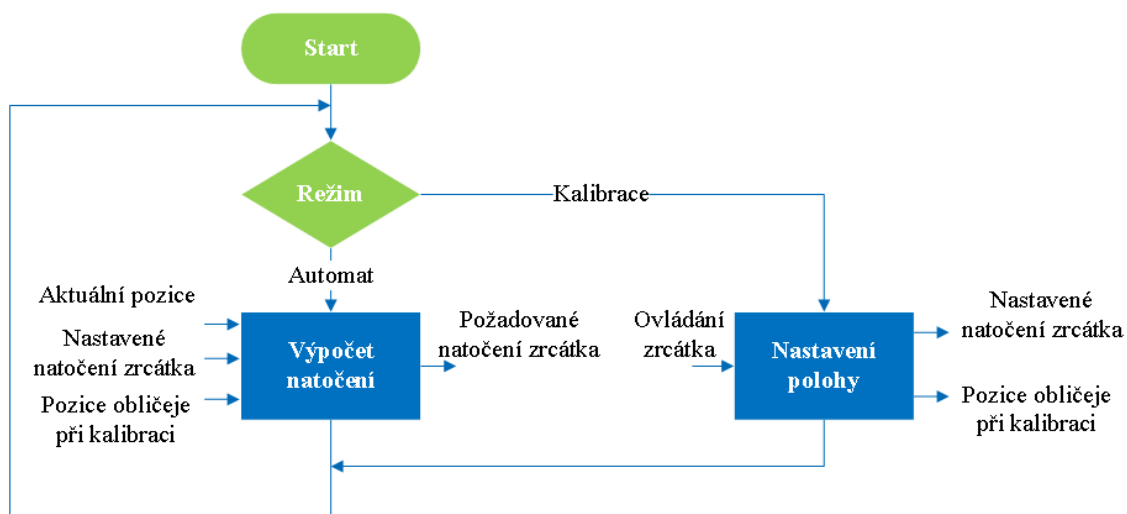 Start
Režim
Kalibrace
Automat
Aktuální pozice
Nastavené
natočení zrcátka
Pozice obličeje
při kalibraci
Výpočet
natočení
Požadované
natočení zrcátka
Ovládání
zrcátka
Nastavení
polohy
Nastavené
natočení zrcátka
Pozice obličeje
při kalibraci